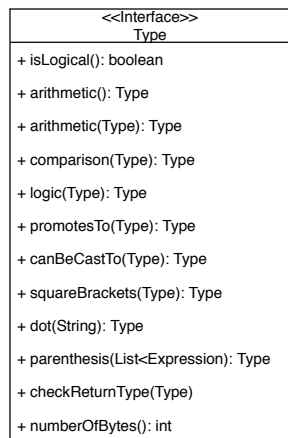 <<Interface>>
Type
+ isLogical(): boolean
+ arithmetic(): Type
+ arithmetic(Type): Type
+ comparison(Type): Type
+ logic(Type): Type
+ promotesTo(Type): Type
+ canBeCastTo(Type): Type
+ squareBrackets(Type): Type
+ dot(String): Type
+ parenthesis(List<Expression): Type
+ checkReturnType(Type)
+ numberOfBytes(): int